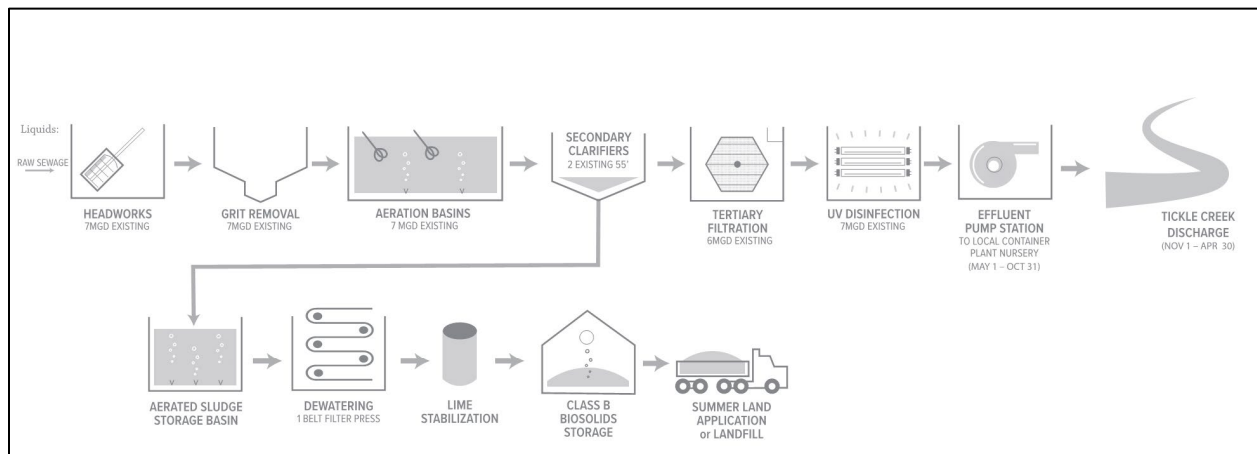 Liquids:
RAW SEWAGE
HEADWORKS
7MGD EXISTING
GRIT REMOVAL
7MGD EXISTING
AERATION BASINS
7 MGD EXISTING
SECONDARY
CLARIFIERS
2 EXISTING 55'
TERTIARY
FILTRATION
6MGD EXISTING
UV DISINFECTION
7MGD EXISTING
EFFLUENT
PUMP STATION
TO LOCAL CONTAINER
PLANT NURSERY
(MAY 1 – OCT 31)
TICKLE CREEK
DISCHARGE
(NOV 1 – APR 30)
AERATED SLUDGE
STORAGE BASIN
DEWATERING
1 BELT FILTER PRESS
LIME
STABILIZATION
CLASS B
BIOSOLIDS
STORAGE
SUMMER LAND
APPLICATION
or LANDFILL